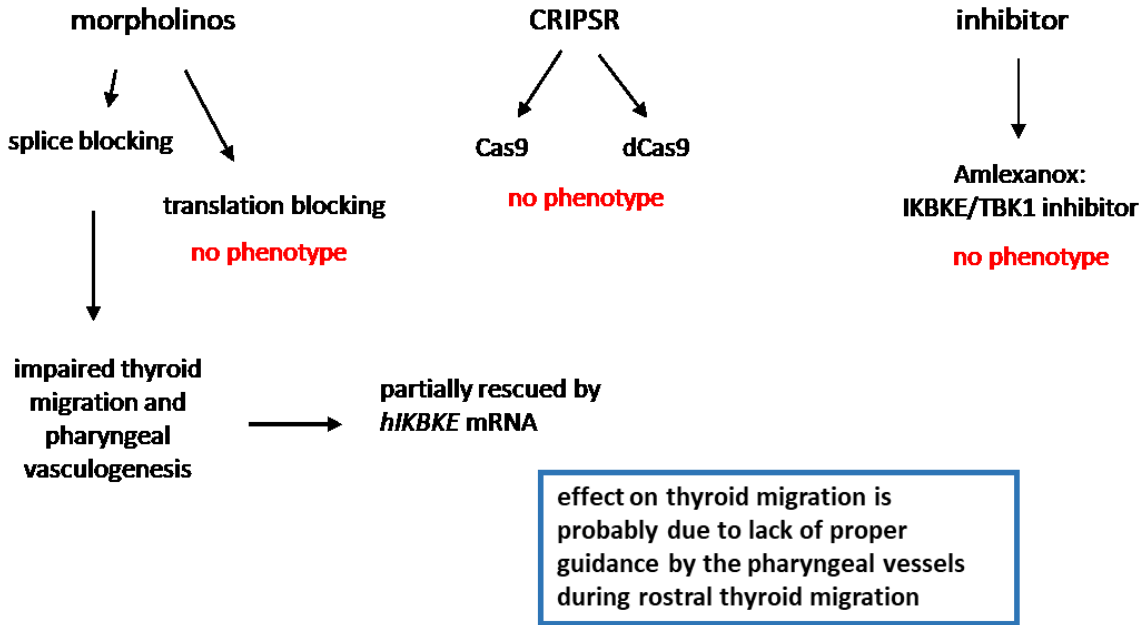 morpholinos
splice blocking
translation blocking
no phenotype
impaired thyroid
migration and
pharyngeal
vasculogenesis
partially rescued by
hIKBKE mRNA
CRIPSR
Cas9
dCas9
no phenotype
inhibitor
Amlexanox:
IKBKE/TBK1 inhibitor
no phenotype
effect on thyroid migration is
probably due to lack of proper
guidance by the pharyngeal vessels
during rostral thyroid migration